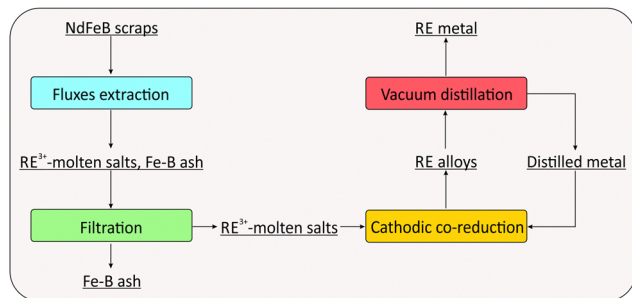 NdFeB scraps
Fluxes extraction
RE³⁺-molten salts, Fe-B ash
Filtration
Fe-B ash
RE³⁺-molten salts
RE metal
Vacuum distillation
RE alloys
Distilled metal
Cathodic co-reduction